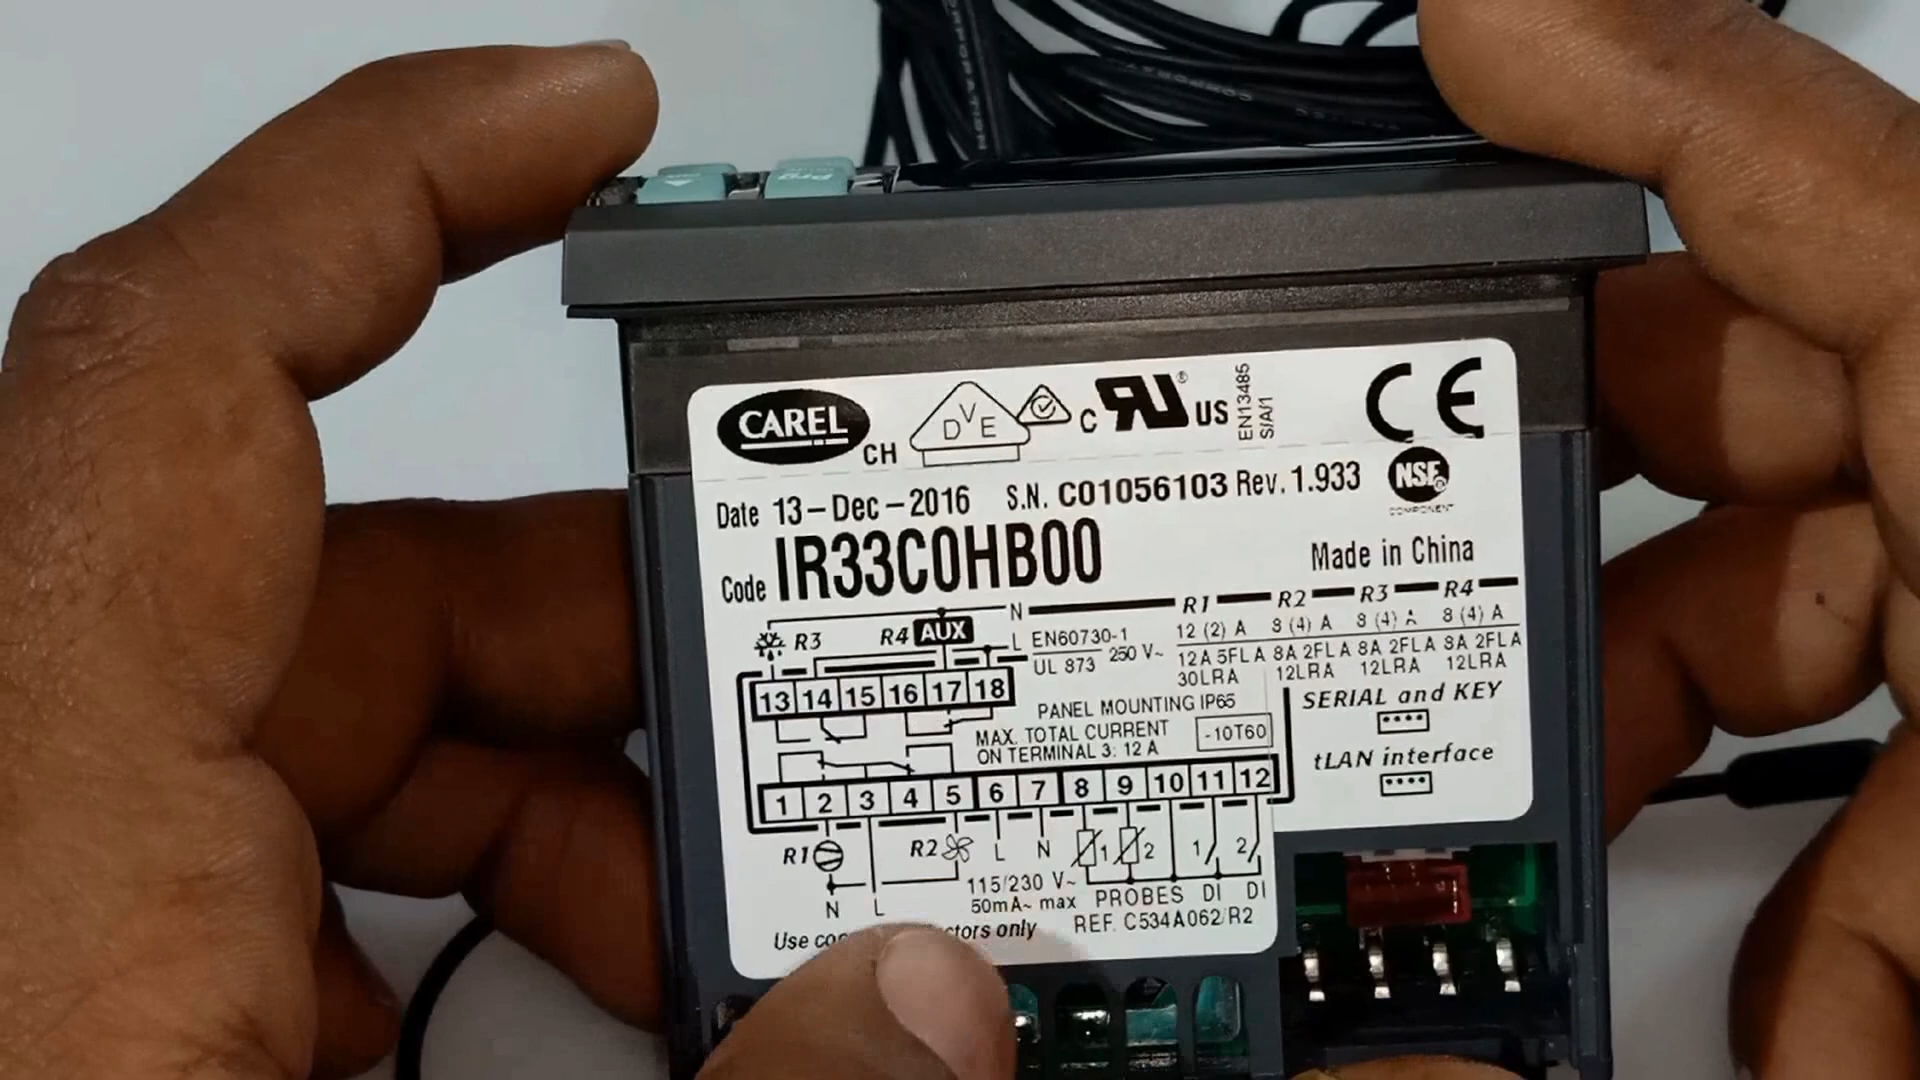 Prg
CORPORATION
CAREL
CH
D V E
C RU ® US
EN13485
S/A/1
CE
Date 13-Dec-2016 S.N. C01056103 Rev. 1.933
NSF
COMPONENT
Code IR33C0HB00
Made in China
N R1 R2 R3 R4
R3 R4 AUX
L EN60730-1 250 V~ 12 (2) A 8 (4) A 8 (4) A 8 (4) A
UL 873 12A 5FLA 8A 2FLA 8A 2FLA 8A 2FLA
30LRA 12LRA 12LRA 12LRA
13 14 15 16 17 18
SERIAL and KEY
PANEL MOUNTING IP65
MAX. TOTAL CURRENT
ON TERMINAL 3: 12 A
-10T60
tLAN interface
1 2 3 4 5 6 7 8 9 10 11 12
R1 R2 L N 1 2 1 2
N L
115/230 V~
50mA~ max
PROBES DI DI
Use only
REF. C534A062/R2